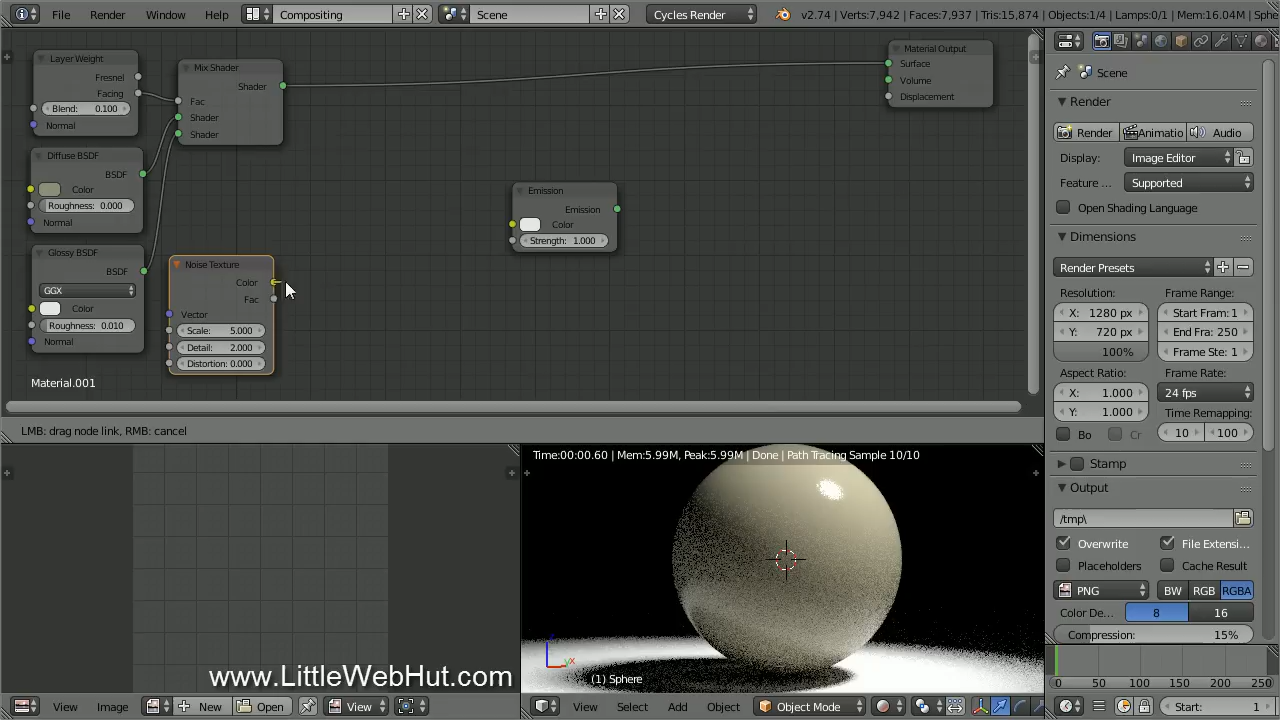 File Render Window Help Compositing Scene Cycles Render v2.74 | Verts:7,942 | Faces:7,937 | Tris:15,874 | Objects:1/4 | Lamps:0/1 | Mem:16.04M |
Layer Weight
Fresnel
Facing
Blend: 0.100
Normal
Mix Shader
Shader
Fac
Shader
Shader
Material Output
Surface
Volume
Displacement
Diffuse BSDF
BSDF
Color
Roughness: 0.000
Normal
Emission
Emission
Color
Strength: 1.000
Glossy BSDF
BSDF
GGX
Color
Roughness: 0.010
Normal
Noise Texture
Color
Fac
Vector
Scale: 5.000
Detail: 2.000
Distortion: 0.000
Material.001
LMB: drag node link, RMB: cancel
Scene
Render
Render Animatio Audio
Display: Image Editor
Feature ... Supported
Open Shading Language
Dimensions
Render Presets
Resolution: Frame Range:
X: 1280 px Start Fram: 1
Y: 720 px End Fra: 250
100% Frame Ste: 1
Aspect Ratio: Frame Rate:
X: 1.000 24 fps
Y: 1.000 Time Remapping:
Bo Cr 10 100
Stamp
Output
/tmp\
Overwrite File Extensi...
Placeholders Cache Result
PNG BW RGB RGBA
Color De... 8 16
Compression: 15%
Time:00:00.60 | Mem:5.99M, Peak:5.99M | Done | Path Tracing Sample 10/10
(1) Sphere
www.LittleWebHut.com
View Image New Open View
View Select Add Object Object Mode
0 50 100 150 200 250
Start: 1